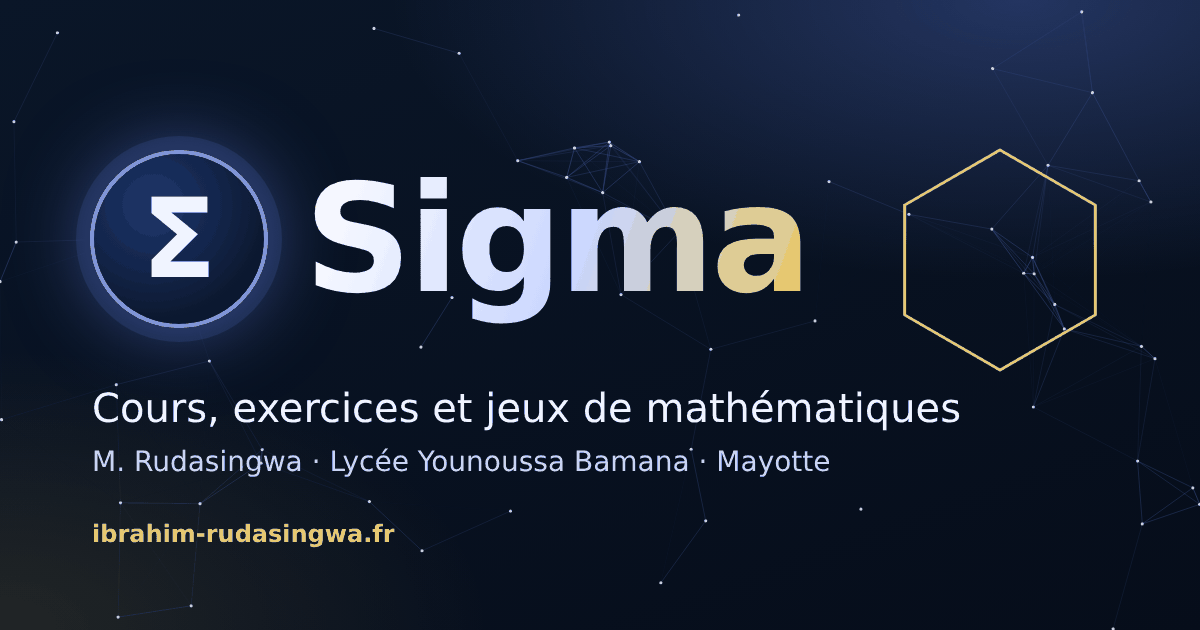 Σ Sigma
Cours, exercices et jeux de mathématiques
M. Rudasingwa · Lycée Younoussa Bamana · Mayotte
ibrahim-rudasingwa.fr